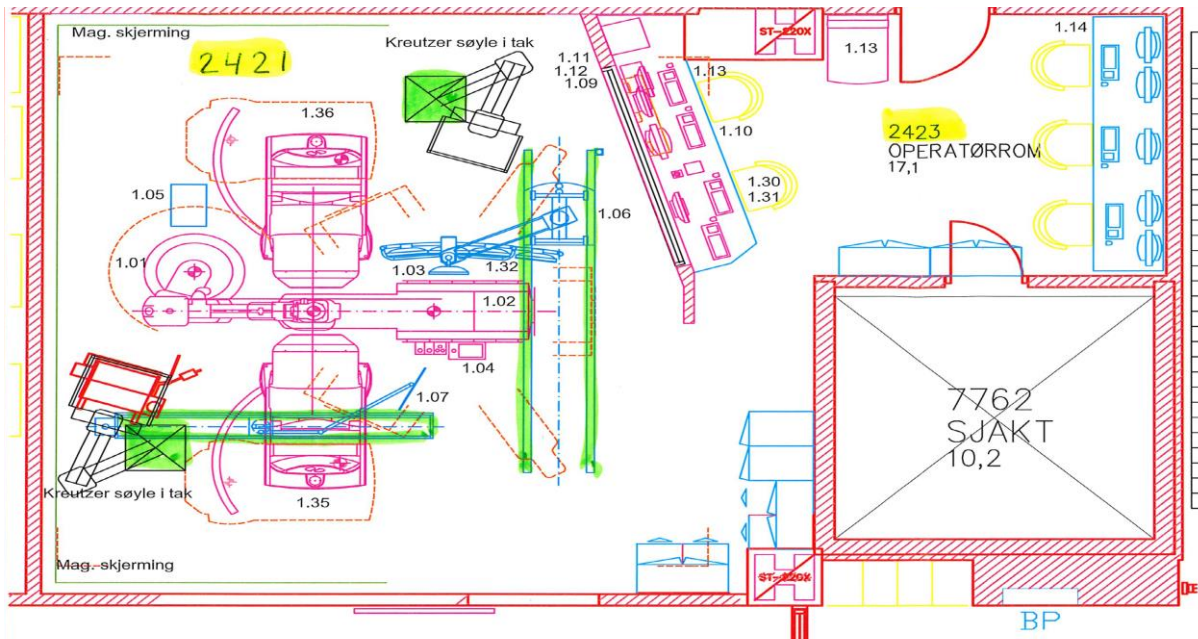 Mag. skjerming
2421
Kreutzer søyle i tak
1.11
1.12
1.09
1.13
1.10
1.30
1.31
ST-220X
1.13
1.14
2423
OPERATØRROM
17,1
1.36
1.05
1.01
1.06
1.03
1.32
1.02
1.04
1.07
7762
SJAKT
10,2
Kreutzer søyle i tak
1.35
Mag. skjerming
ST-220X
BP